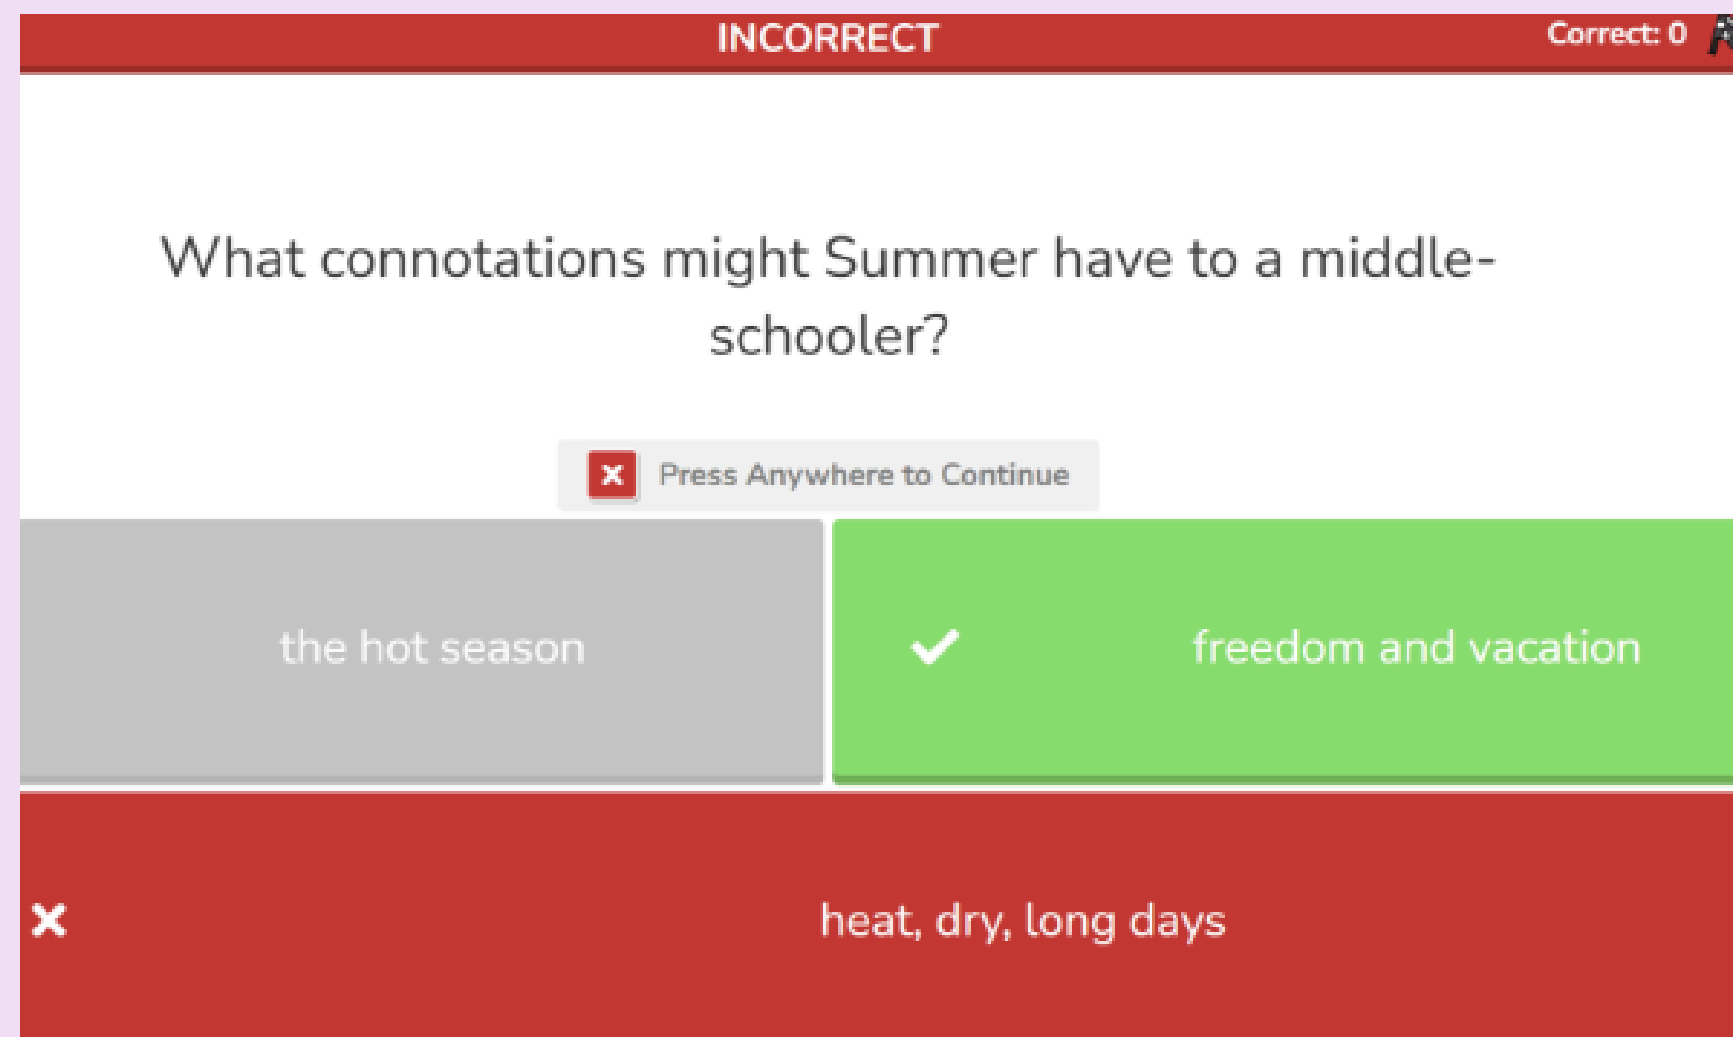 INCORRECT
Correct: 0
What connotations might Summer have to a middle-
schooler?
Press Anywhere to Continue
the hot season
freedom and vacation
heat, dry, long days